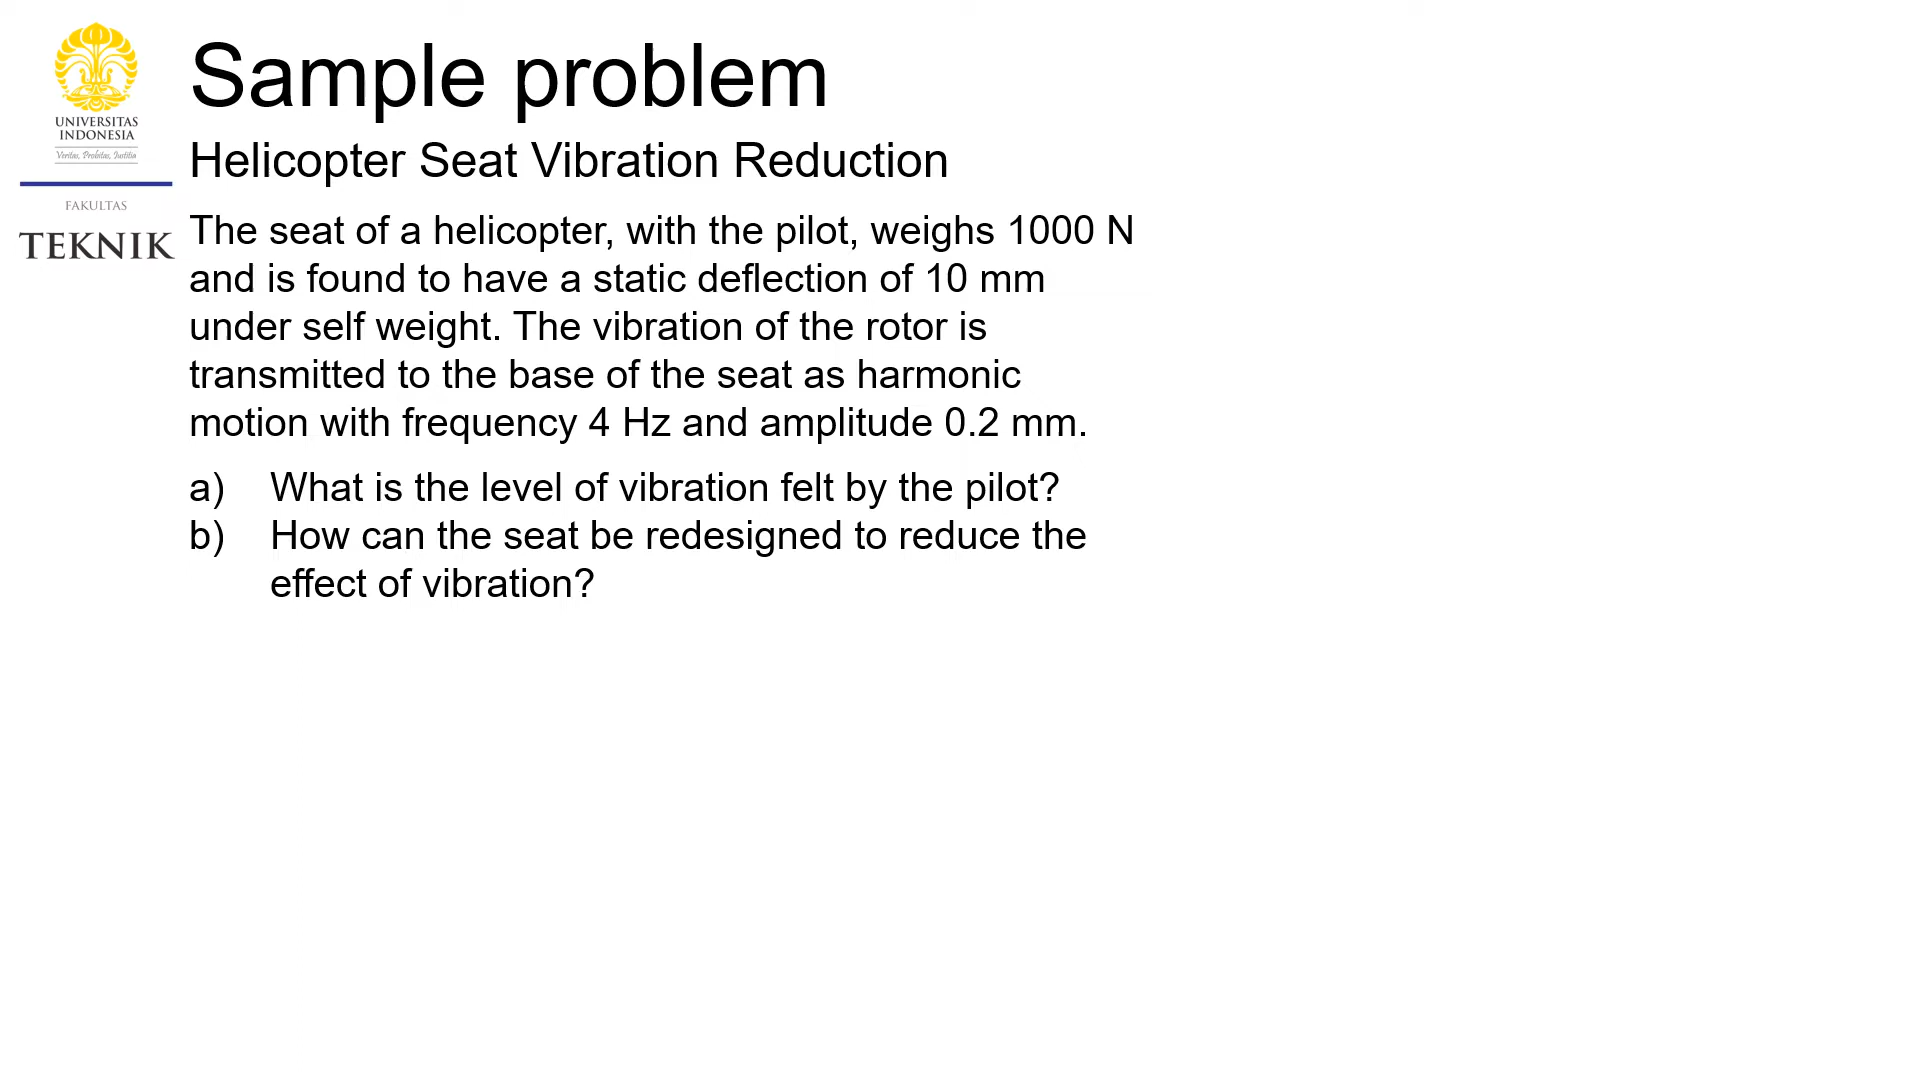 Sample problem
UNIVERSITAS
INDONESIA
Veritas, Probitas, Iustitia
FAKULTAS
TEKNIK
Helicopter Seat Vibration Reduction
The seat of a helicopter, with the pilot, weighs 1000 N
and is found to have a static deflection of 10 mm
under self weight. The vibration of the rotor is
transmitted to the base of the seat as harmonic
motion with frequency 4 Hz and amplitude 0.2 mm.
a) What is the level of vibration felt by the pilot?
b) How can the seat be redesigned to reduce the
effect of vibration?